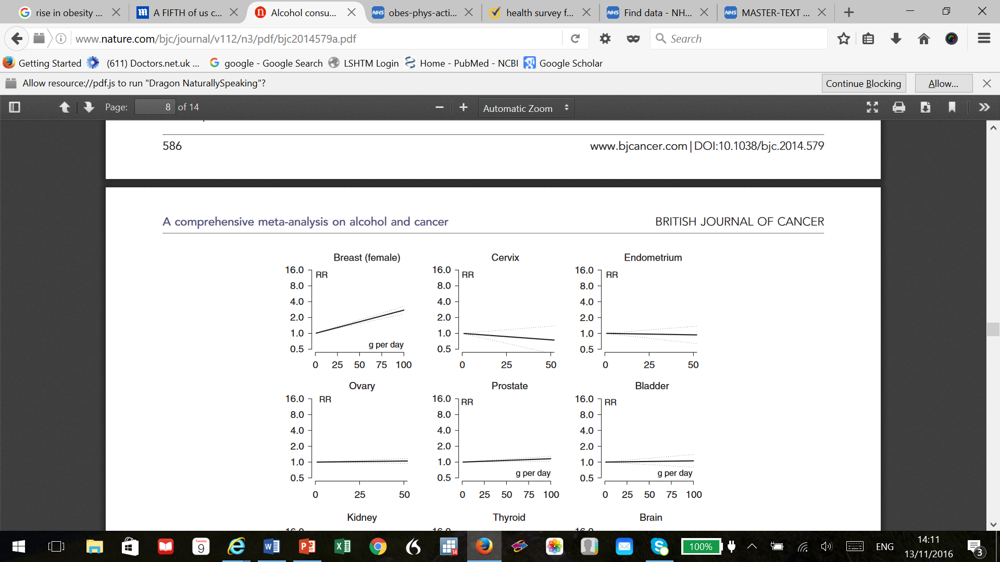 rise in obesity ...
A FIFTH of us c...
Alcohol consu...
obes-phys-acti...
health survey f...
Find data - NH...
MASTER-TEXT ...
www.nature.com/bjc/journal/v112/n3/pdf/bjc2014579a.pdf
Search
Getting Started
(611) Doctors.net.uk ...
google - Google Search
LSHTM Login
Home - PubMed - NCBI
Google Scholar
Allow resource://pdf.js to run "Dragon NaturallySpeaking"?
Continue Blocking
Allow...
Page: 8 of 14
Automatic Zoom
586
www.bjcancer.com | DOI:10.1038/bjc.2014.579
A comprehensive meta-analysis on alcohol and cancer
BRITISH JOURNAL OF CANCER
Breast (female)
16.0
8.0
4.0
2.0
1.0
0.5
RR
g per day
0 25 50 75 100
Cervix
16.0
8.0
4.0
2.0
1.0
0.5
RR
0 25 50
Endometrium
16.0
8.0
4.0
2.0
1.0
0.5
RR
0 25 50
Ovary
16.0
8.0
4.0
2.0
1.0
0.5
RR
0 25 50
Prostate
16.0
8.0
4.0
2.0
1.0
0.5
RR
g per day
0 25 50 75 100
Bladder
16.0
8.0
4.0
2.0
1.0
0.5
RR
g per day
0 25 50 75 100
Kidney
Thyroid
Brain
Tuesday
9
14
100%
ENG
14:11
13/11/2016
3